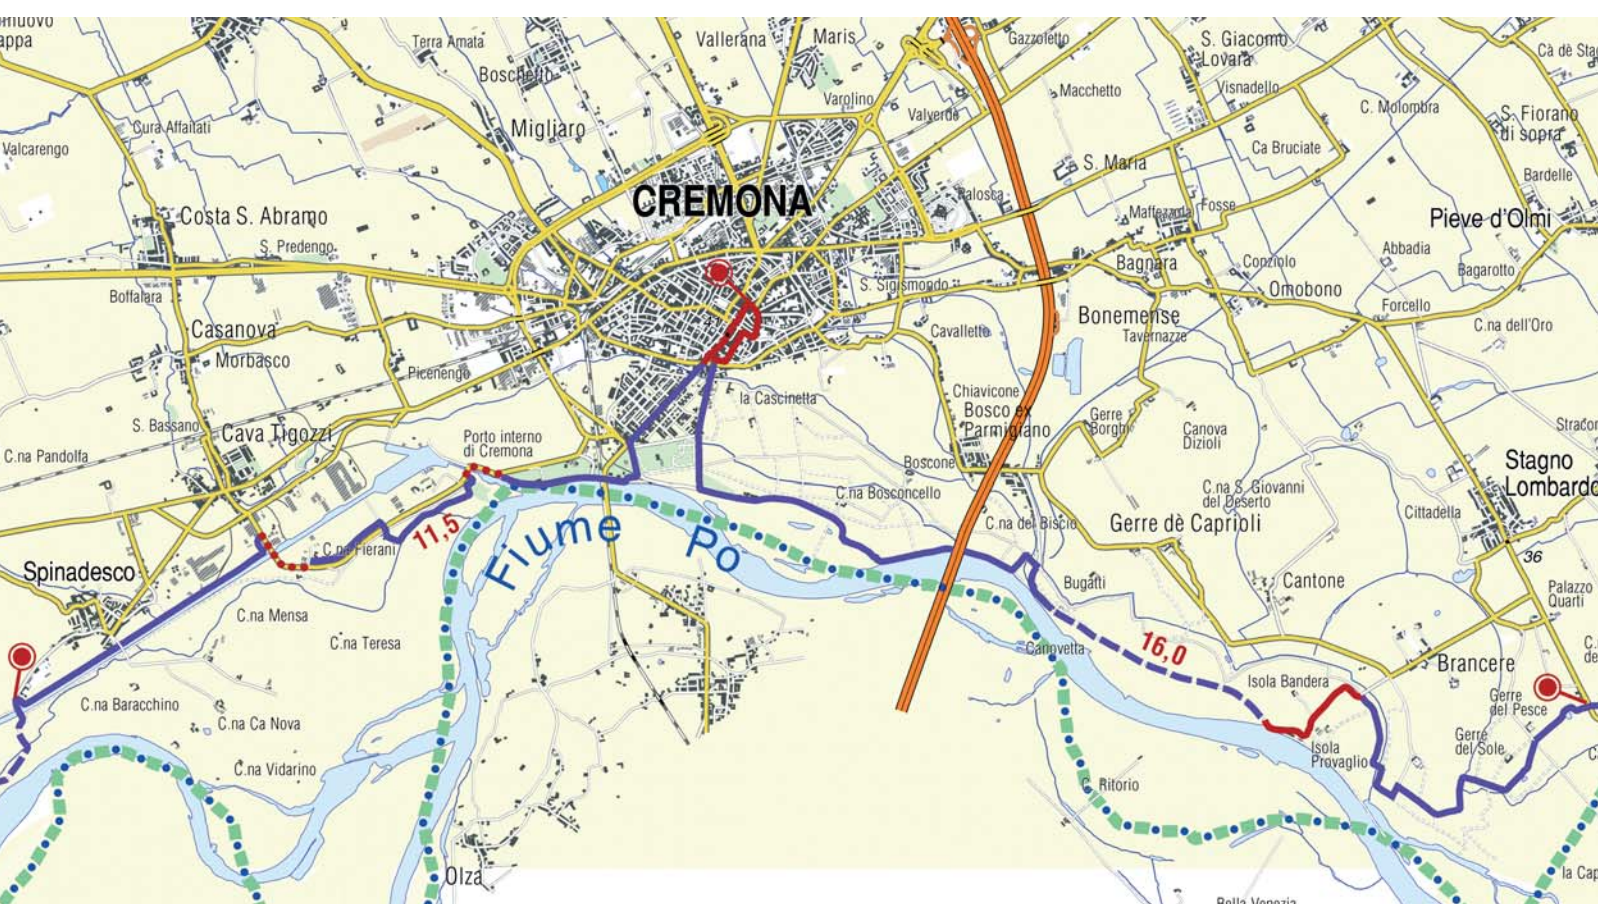 Terra Amata
Vallerana
Maris
Gazzoletto
S. Giacomo
Lovara
Boschetto
Visnadello
Macchetto
Varolino
Valverde
C. Molombra
S. Fiorano
di sopra
Cura Affaitati
Migliaro
Valcarengo
Ca Bruciate
S. Maria
Bardelle
CREMONA
Malosca
Maffezzola
Fosse
Costa S. Abramo
Pieve d'Olmi
S. Predengo
Abbadia
Bagnara
Conziolo
Bagarotto
S. Sigismondo
Omobono
Boffalara
Forcello
Casanova
Cavalletto
Bonemense
Tavernazze
C.na dell'Oro
Morbasco
Picenengo
Chiavicone
la Cascinetta
Bosco ex
Parmigiano
Gerre
Borghi
Canova
Dizioli
S. Bassano
Cava Tigozzi
Porto interno
di Cremona
C.na Pandolfa
Boscone
Stagno
Lombardo
C.na Bosconcello
C.na S. Giovanni
del Deserto
Cittadella
C.na del Biscio
Gerre dè Caprioli
11,5
Fiume Po
C.na Fierani
36
Spinadesco
Bugatti
Cantone
Palazzo
Quarti
C.na Mensa
C.na Teresa
16,0
Canovetta
Brancere
Isola Bandera
Gerre
del Pesce
C.na Baracchino
C.na Ca Nova
Gerre
del Sole
Isola
Provaglio
C.na Vidarino
C. Ritorio
Olza
la Cap
Bella Venezia